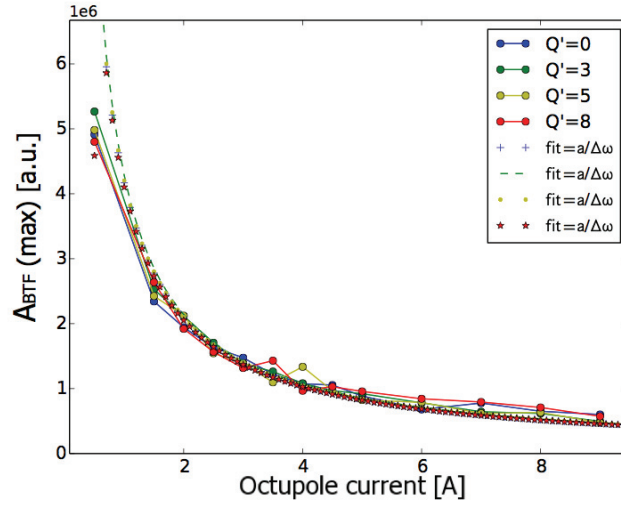 1e6
6
5
4
3
2
1
0
2
4
6
8
A_BTF (max) [a.u.]
Octupole current [A]
Q'=0
Q'=3
Q'=5
Q'=8
fit=a/Δω
fit=a/Δω
fit=a/Δω
fit=a/Δω